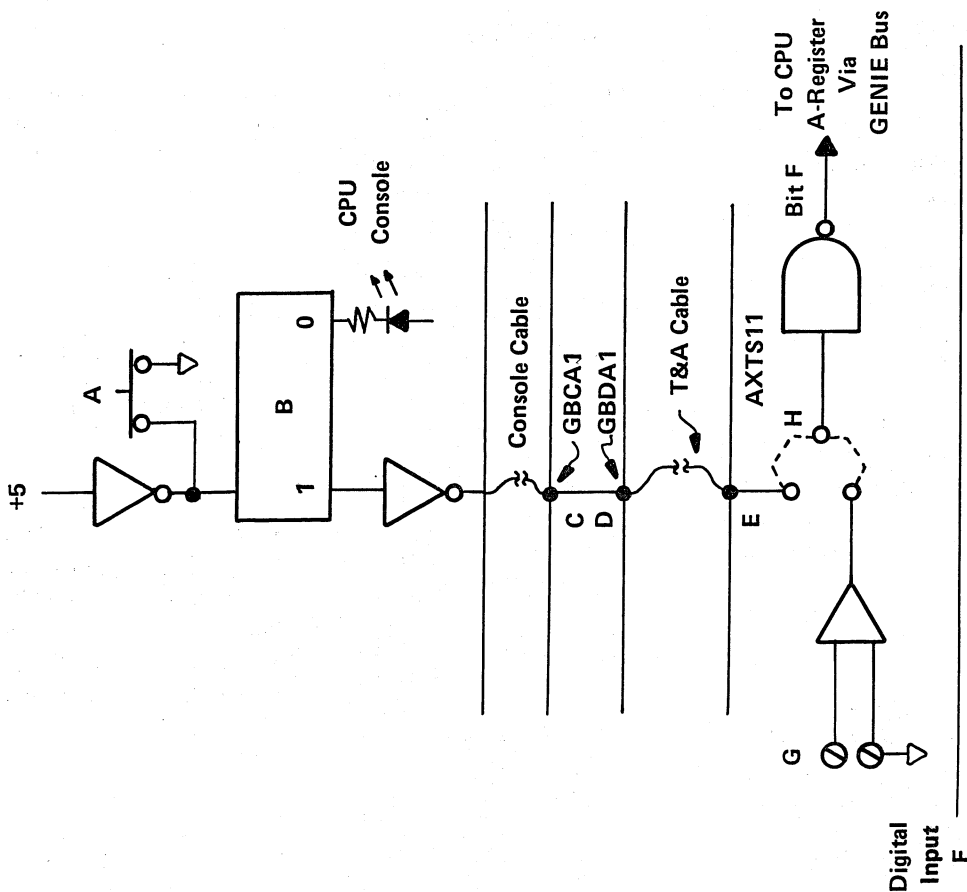 +5
A
B
1
0
CPU
Console
Console Cable
GBCA1
C
GBDA1
D
T&A Cable
E
AXTS11
H
Bit F
To CPU
A-Register
Via
GENIE Bus
G
Digital
Input
F